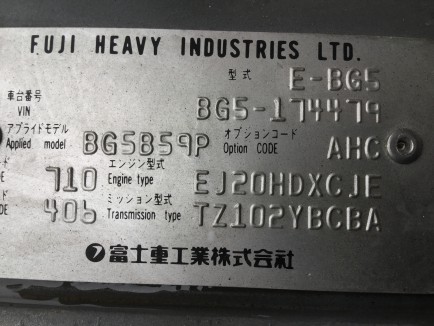 FUJI HEAVY INDUSTRIES LTD.
型式 E-BG5
車台番号 VIN BG5-174479
アプライドモデル Applied model BG5B59P オプションコード Option CODE AHC
エンジン型式 710 Engine type EJ20HDXCJE
ミッション型式 406 Transmission type TZ102YBCBA
富士重工業株式会社